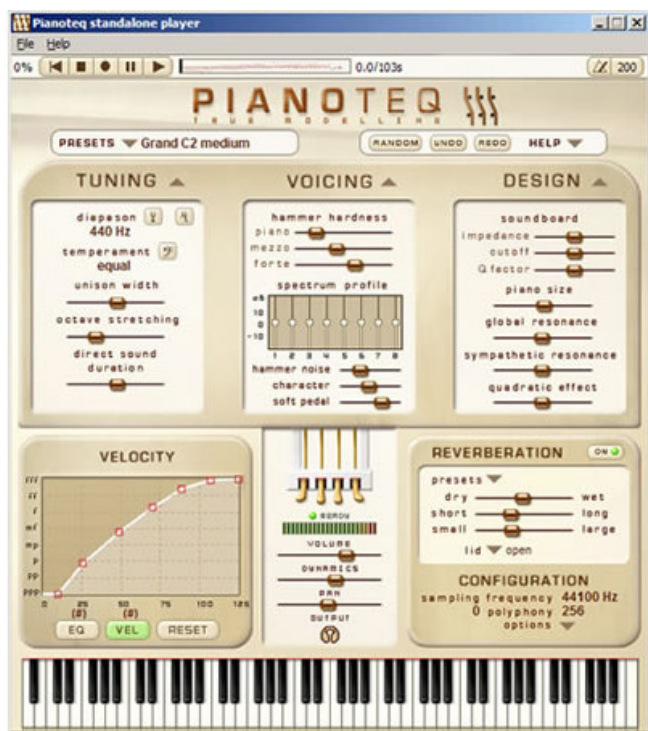 Pianoteq standalone player
File Help
0% 0.0/103s 200
PIANOTEQ
TRUE MODELLING
PRESETS Grand C2 medium RANDOM UNDO REDO HELP
TUNING VOICING DESIGN
diapason
440 Hz
temperament
equal
unison width
octave stretching
direct sound
duration
hammer hardness
piano
mezzo
forte
spectrum profile
dB
10
0
-10
1 2 3 4 5 6 7 8
hammer noise
character
soft pedal
soundboard
impedance
cutoff
Q factor
piano size
global resonance
sympathetic resonance
quadratic effect
VELOCITY
fff
ff
f
mf
mp
p
pp
ppp
0 25 50 75 100 126
(#) (#)
EQ VEL RESET
READY
VOLUME
DYNAMICS
PAN
OUTPUT
REVERBERATION ON
presets
dry wet
short long
small large
lid open
CONFIGURATION
sampling frequency 44100 Hz
0 polyphony 256
options